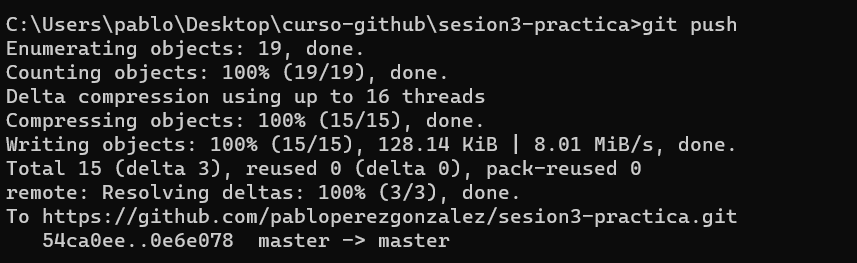 C:\Users\pablo\Desktop\curso-github\sesion3-practica>git push
Enumerating objects: 19, done.
Counting objects: 100% (19/19), done.
Delta compression using up to 16 threads
Compressing objects: 100% (15/15), done.
Writing objects: 100% (15/15), 128.14 KiB | 8.01 MiB/s, done.
Total 15 (delta 3), reused 0 (delta 0), pack-reused 0
remote: Resolving deltas: 100% (3/3), done.
To https://github.com/pabloperezgonzalez/sesion3-practica.git
   54ca0ee..0e6e078  master -> master